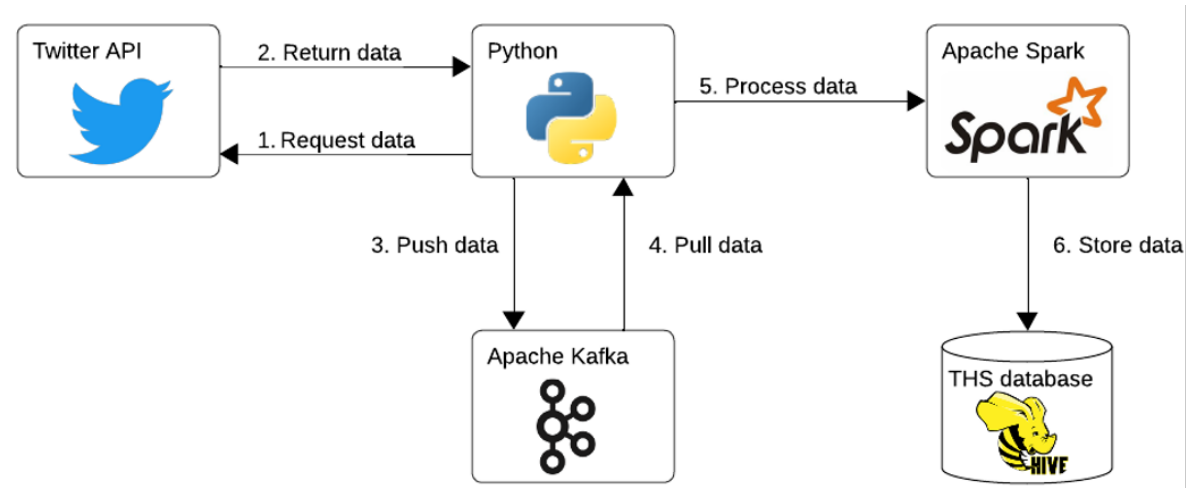 Twitter API
2. Return data
Python
Apache Spark
Spark
5. Process data
1. Request data
3. Push data
4. Pull data
6. Store data
Apache Kafka
THS database
HIVE